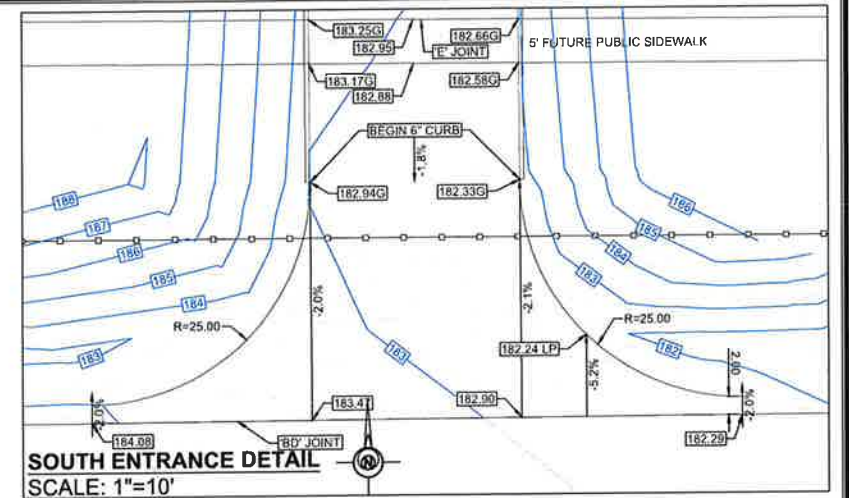 183.25G
182.66G
182.95
'E' JOINT
5' FUTURE PUBLIC SIDEWALK
183.17G
182.58G
182.88
BEGIN 6" CURB
-1.8%
182.94G
182.33G
188
187
186
185
184
183
186
185
184
183
-2.0%
-2.1%
R=25.00
R=25.00
182.24 LP
182
183
-5.2%
2.00
-2.0%
-2.0%
183.47
182.90
184.08
'BD' JOINT
182.29
SOUTH ENTRANCE DETAIL
N
SCALE: 1"=10'